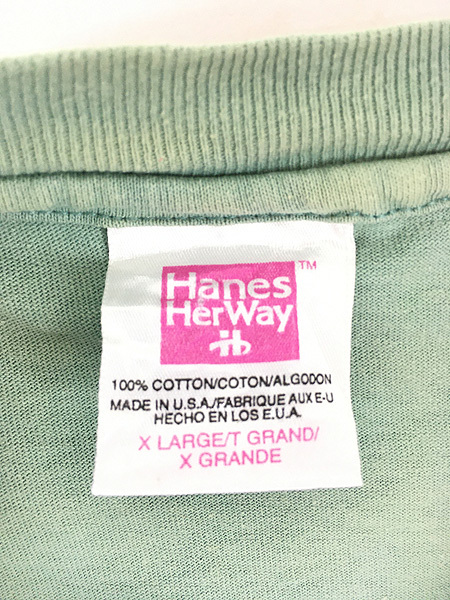 Hanes
HerWay
TM
100% COTTON/COTON/ALGODON
MADE IN U.S.A/FABRIQUE AUX E-U
HECHO EN LOS E.U.A.
X LARGE/T GRAND/
X GRANDE